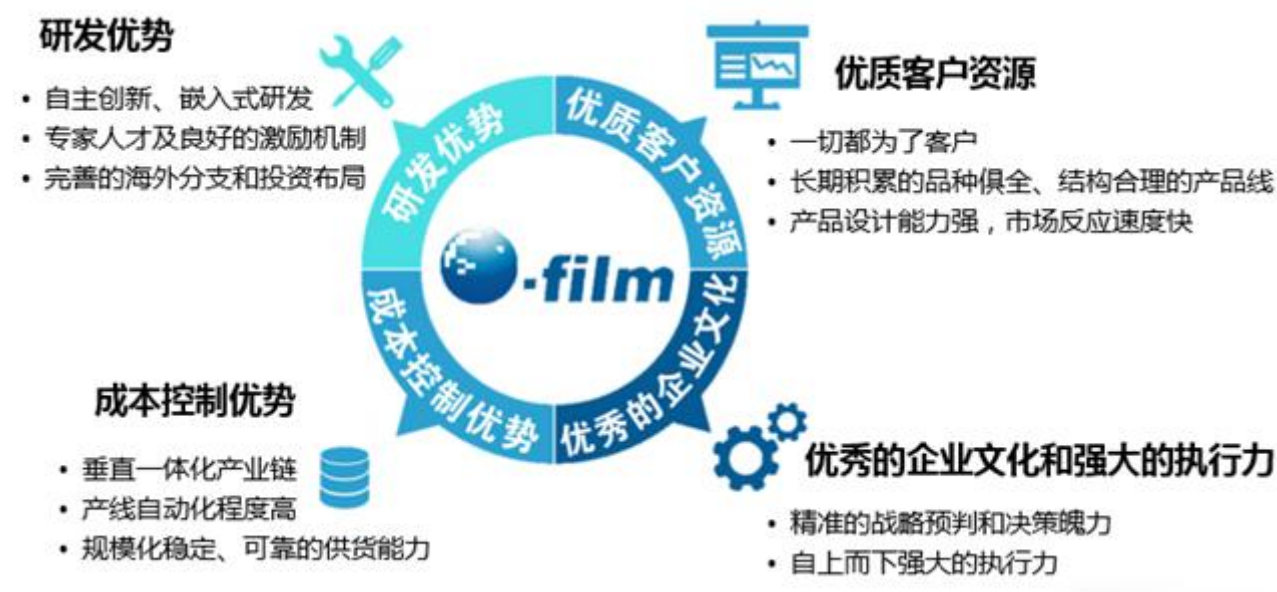 研发优势
• 自主创新、嵌入式研发
• 专家人才及良好的激励机制
• 完善的海外分支和投资布局
优质客户资源
• 一切都为了客户
• 长期积累的品种俱全、结构合理的产品线
• 产品设计能力强，市场反应速度快
研发优势
优质客户资源
-film
成本控制优势
优秀的企业文化
成本控制优势
• 垂直一体化产业链
• 产线自动化程度高
• 规模化稳定、可靠的供货能力
优秀的企业文化和强大的执行力
• 精准的战略预判和决策魄力
• 自上而下强大的执行力